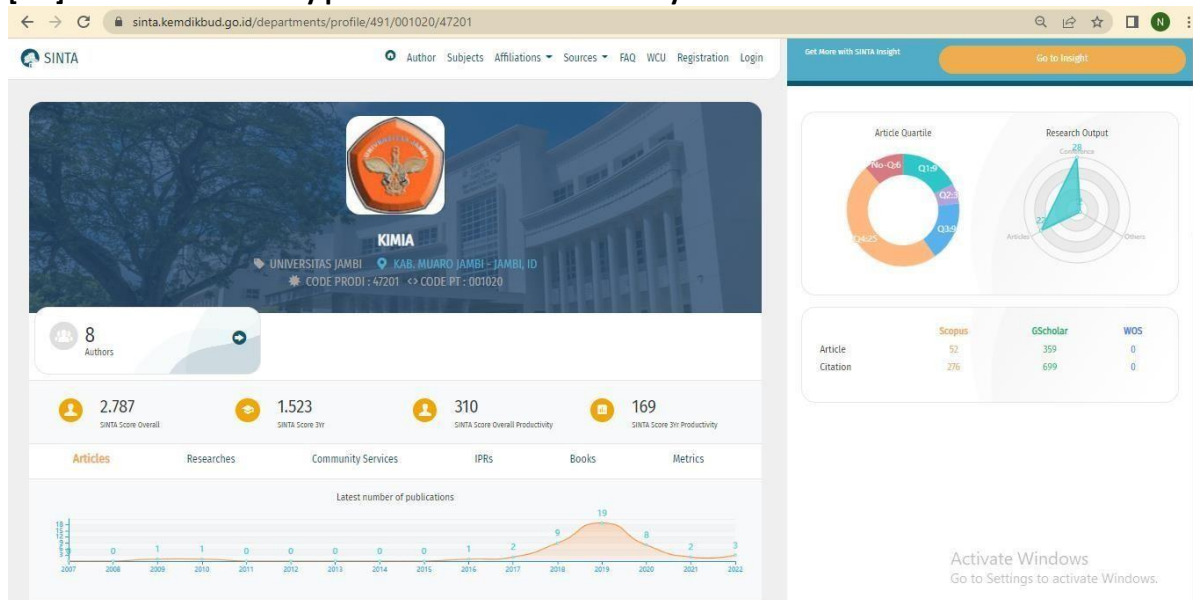 sinta.kemdikbud.go.id/departments/profile/491/001020/47201
N
SINTA
Author Subjects Affiliations Sources FAQ WCU Registration Login
Get More with SINTA Insight
Go to Insight
UNIVERSITAS JAMBI
KIMIA
UNIVERSITAS JAMBI KAB. MUARO JAMBI - JAMBI, ID
CODE PRODI : 47201 <> CODE PT : 001020
8
Authors
2.787
SINTA Score Overall
1.523
SINTA Score 3Yr
310
SINTA Score Overall Productivity
169
SINTA Score 3Yr Productivity
Articles Researches Community Services IPRs Books Metrics
Latest number of publications
0 1 1 0 0 0 0 0 1 2 9 19 8 2 3
2007 2008 2009 2010 2011 2012 2013 2014 2015 2016 2017 2018 2019 2020 2021 2022
Article Quartile
No-Q:6
Q1:9
Q2:3
Q3:9
Q4:25
Research Output
28
Conference
22
Articles
Others
Scopus GScholar WOS
Article 52 359 0
Citation 276 699 0
Activate Windows
Go to Settings to activate Windows.